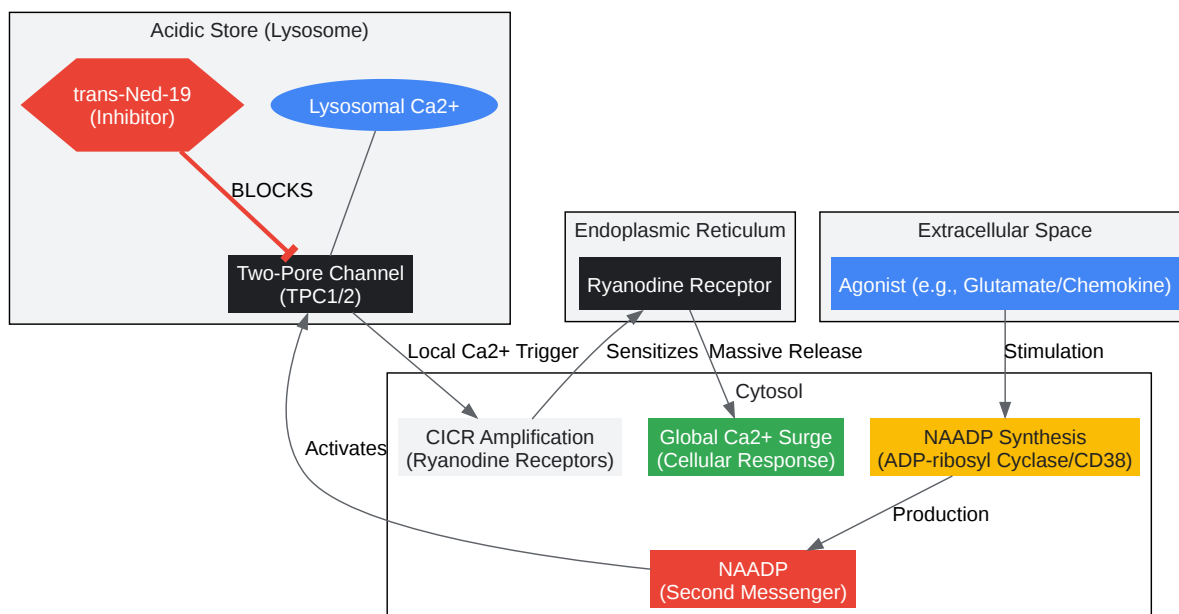 Acidic Store (Lysosome)
trans-Ned-19
(Inhibitor)
Lysosomal Ca2+
BLOCKS
Two-Pore Channel
(TPC1/2)
Endoplasmic Reticulum
Ryanodine Receptor
Extracellular Space
Agonist (e.g., Glutamate/Chemokine)
Local Ca2+ Trigger
Sensitizes
Massive Release
Stimulation
Cytosol
CICR Amplification
(Ryanodine Receptors)
Global Ca2+ Surge
(Cellular Response)
NAADP Synthesis
(ADP-ribosyl Cyclase/CD38)
Activates
Production
NAADP
(Second Messenger)